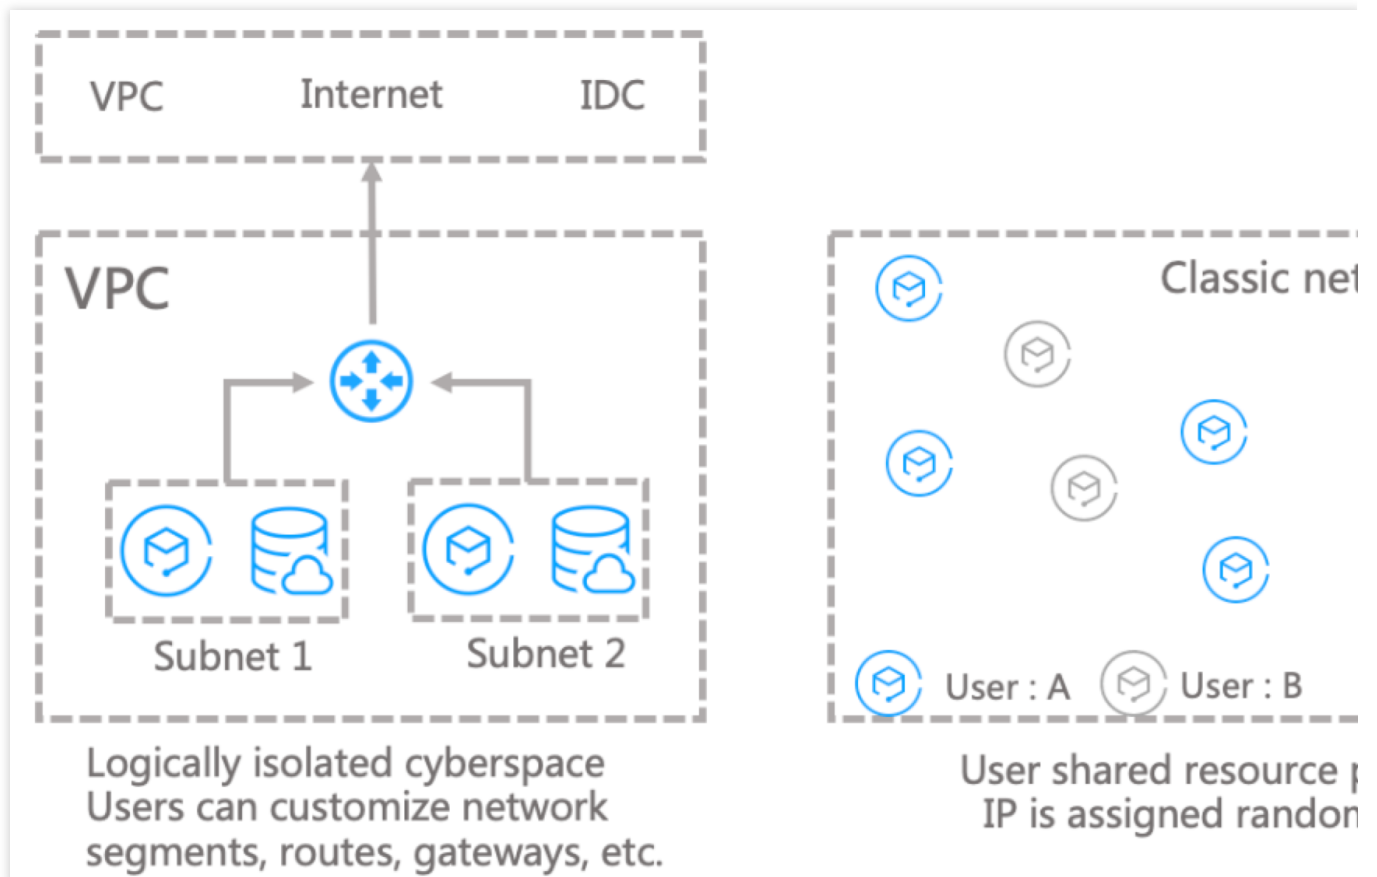 VPC Internet IDC
VPC
Subnet 1
Subnet 2
Logically isolated cyberspace
Users can customize network
segments, routes, gateways, etc.
Classic
User : A
User : B
User shared resource
IP is assigned